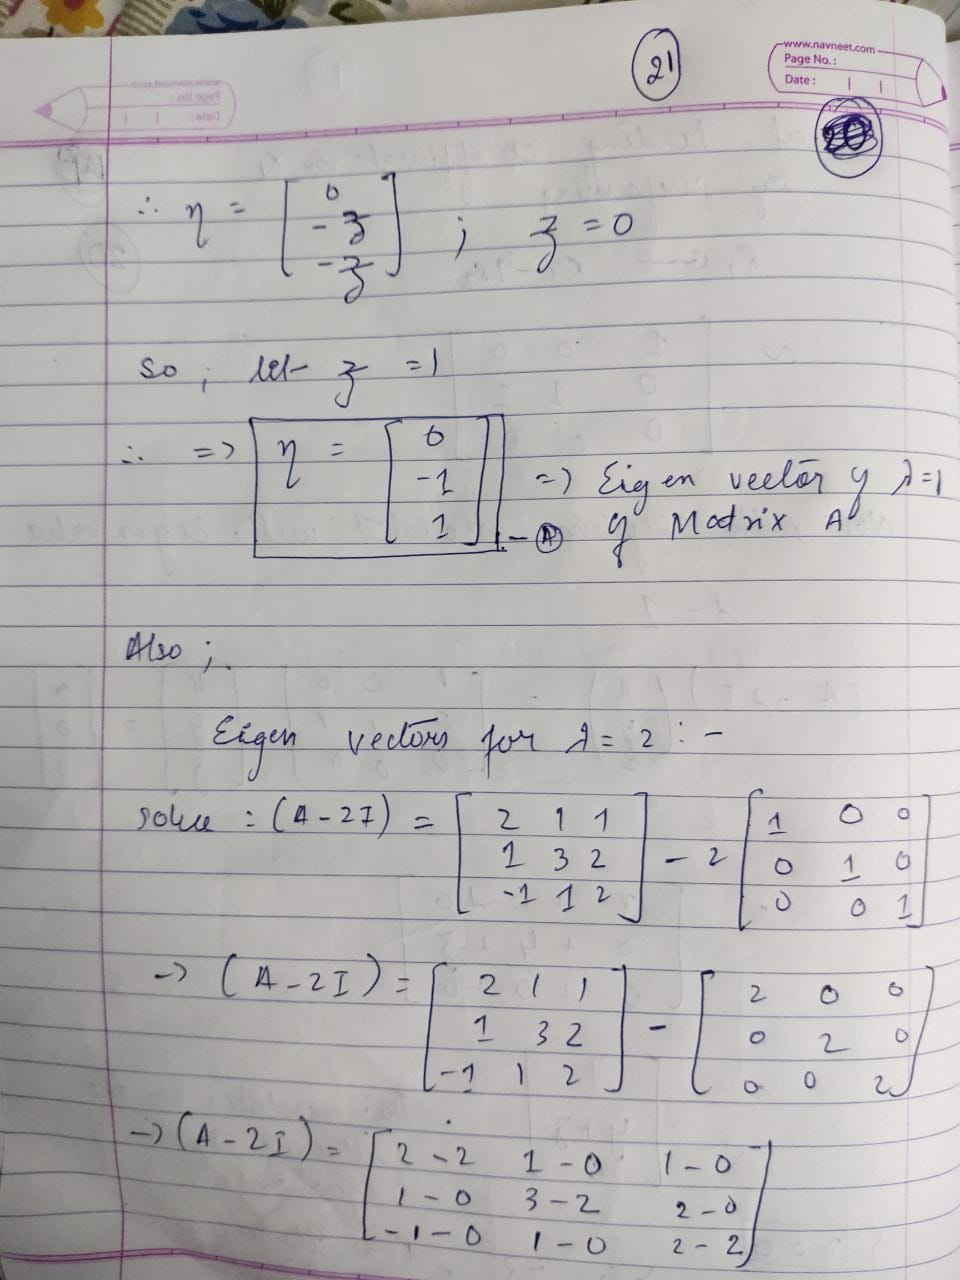 21
www.navneet.com
Page No.:
Date:
20
∴ η = [ 0
-z
-z ] ; z = 0
so ; let z = 1
∴ => η = [ 0
-1
1 ] - (A) => Eigen vector of λ=1
of Matrix A
Also ;
Eigen vectors for λ = 2 : -
solve : (A - 2I) = [ 2 1 1
1 3 2
-1 1 2 ] - 2 [ 1 0 0
0 1 0
0 0 1 ]
-> (A - 2I) = [ 2 1 1
1 3 2
-1 1 2 ] - [ 2 0 0
0 2 0
0 0 2 ]
-> (A - 2I) = [ 2-2 1-0 1-0
1-0 3-2 2-0
-1-0 1-0 2-2 ]